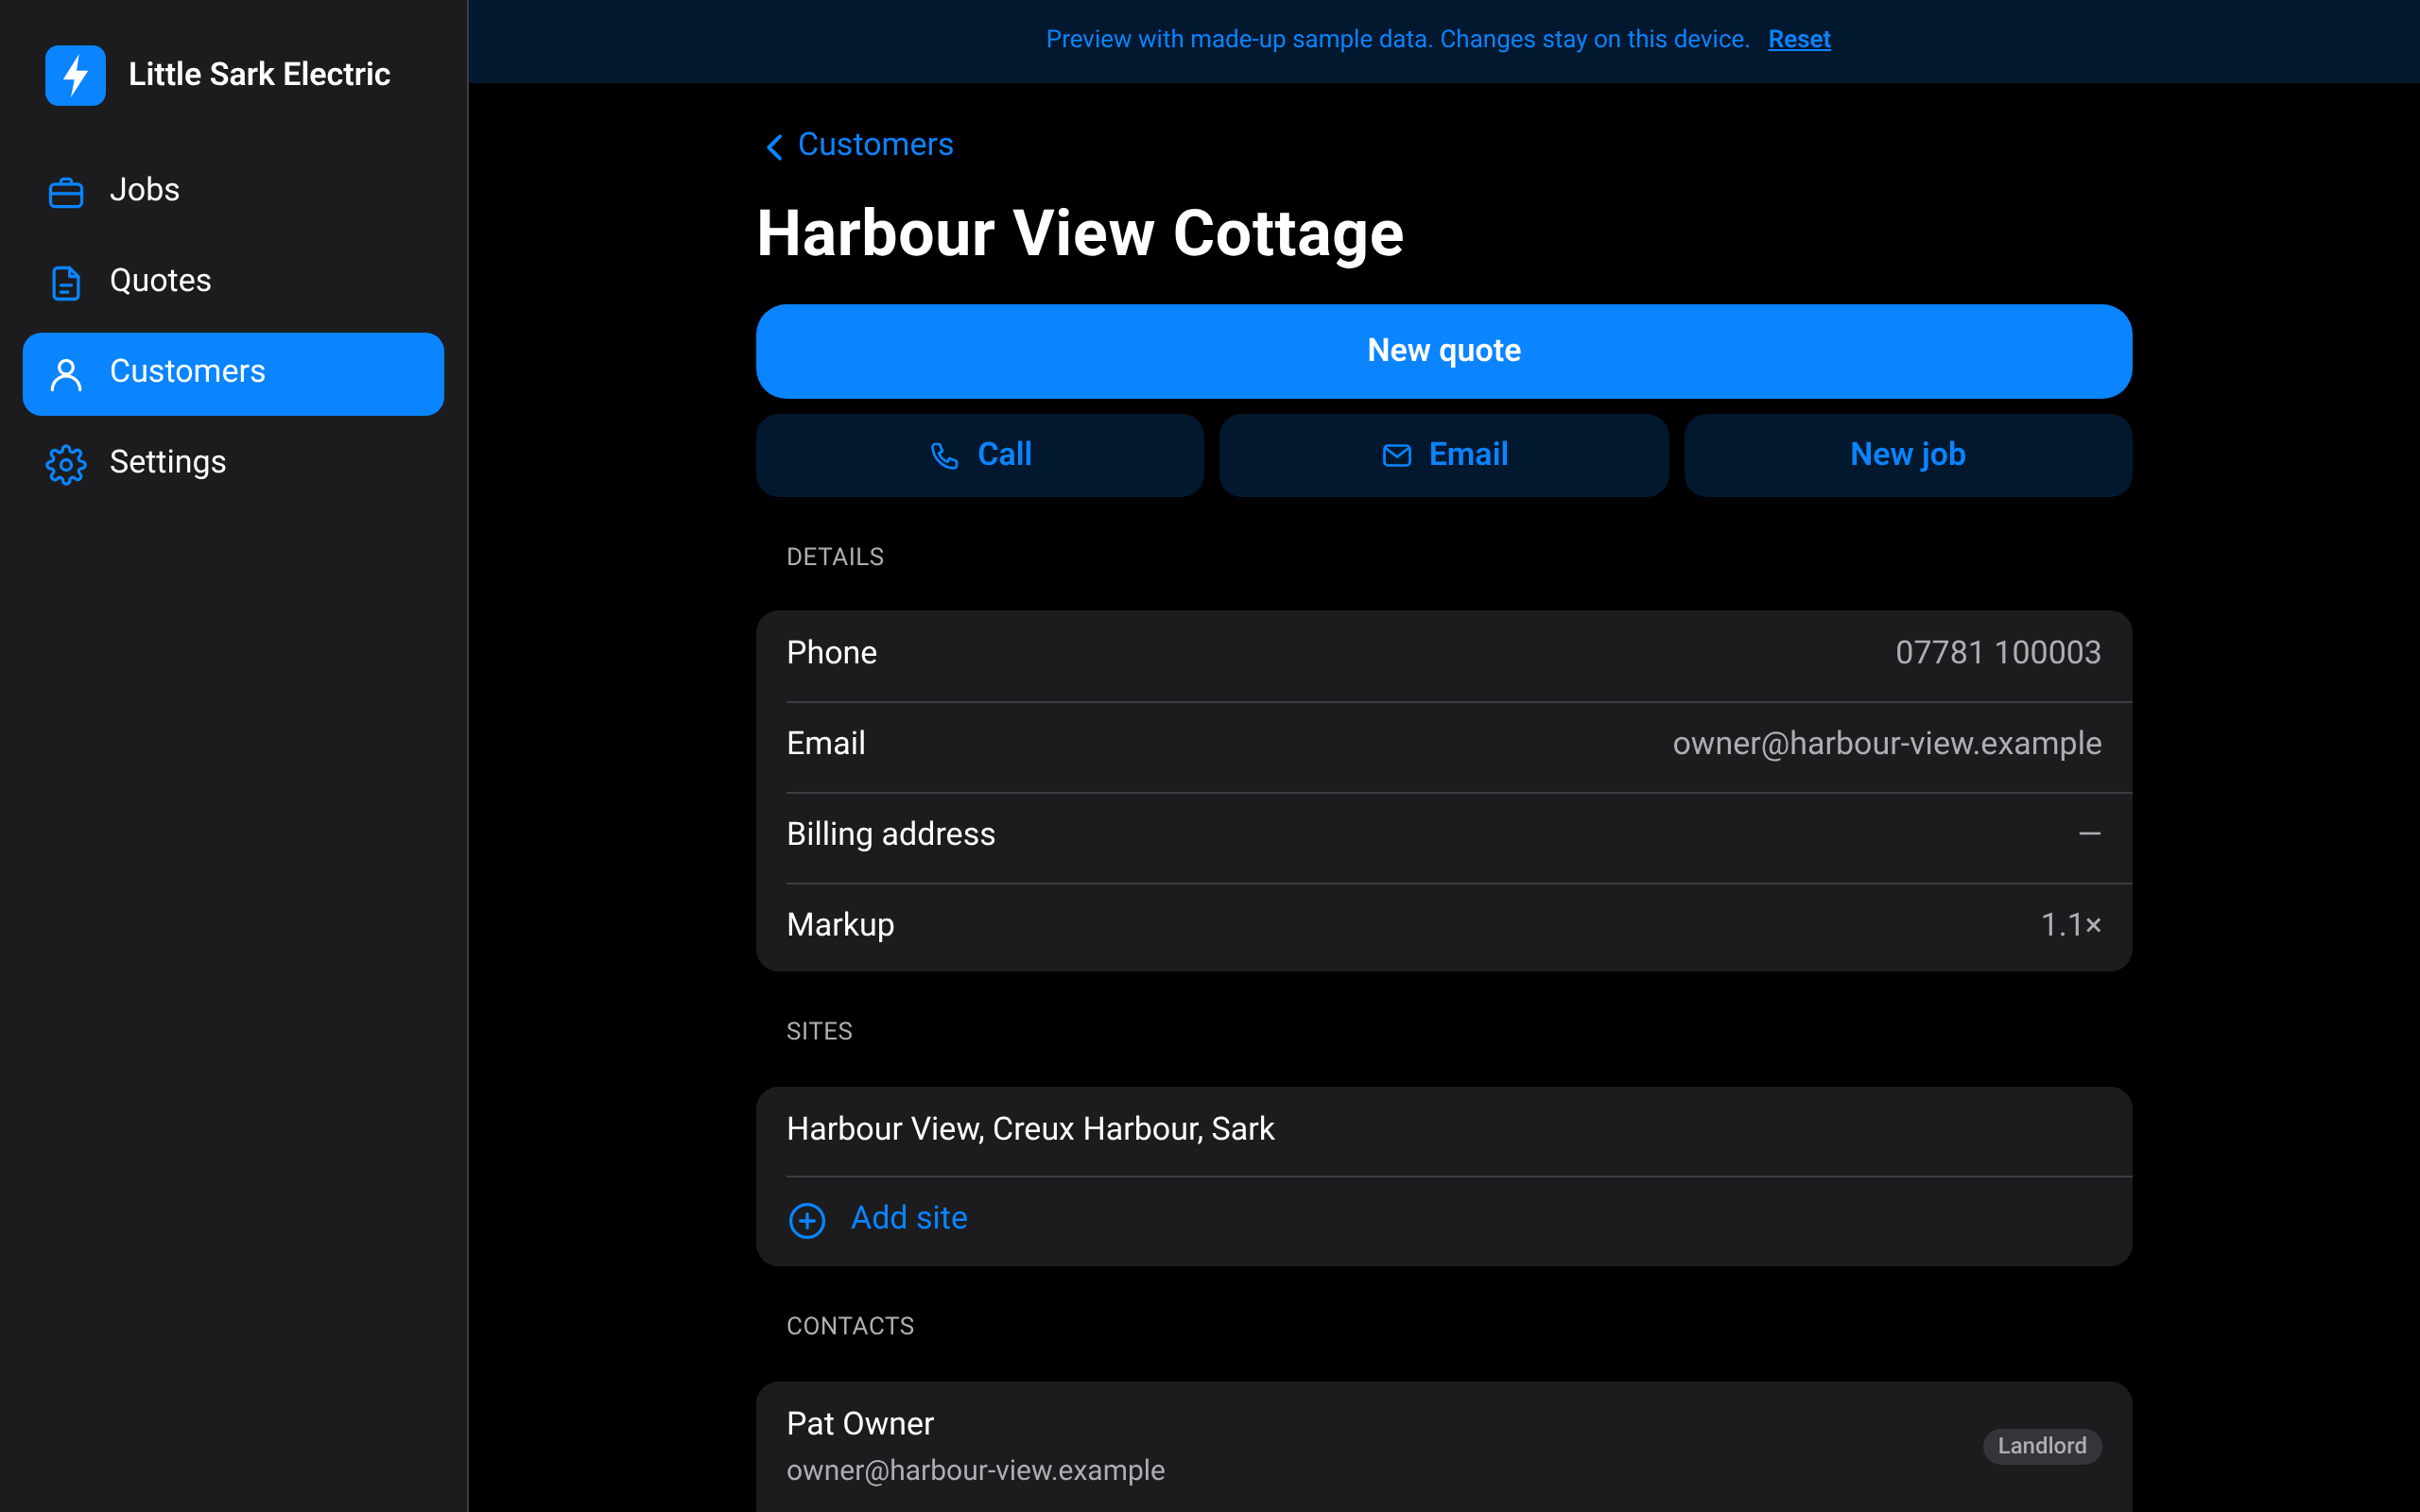 Little Sark Electric
Jobs
Quotes
Customers
Settings
Preview with made-up sample data. Changes stay on this device. Reset
Customers
Harbour View Cottage
New quote
Call
Email
New job
DETAILS
Phone 07781 100003
Email owner@harbour-view.example
Billing address —
Markup 1.1×
SITES
Harbour View, Creux Harbour, Sark
Add site
CONTACTS
Pat Owner
owner@harbour-view.example
Landlord